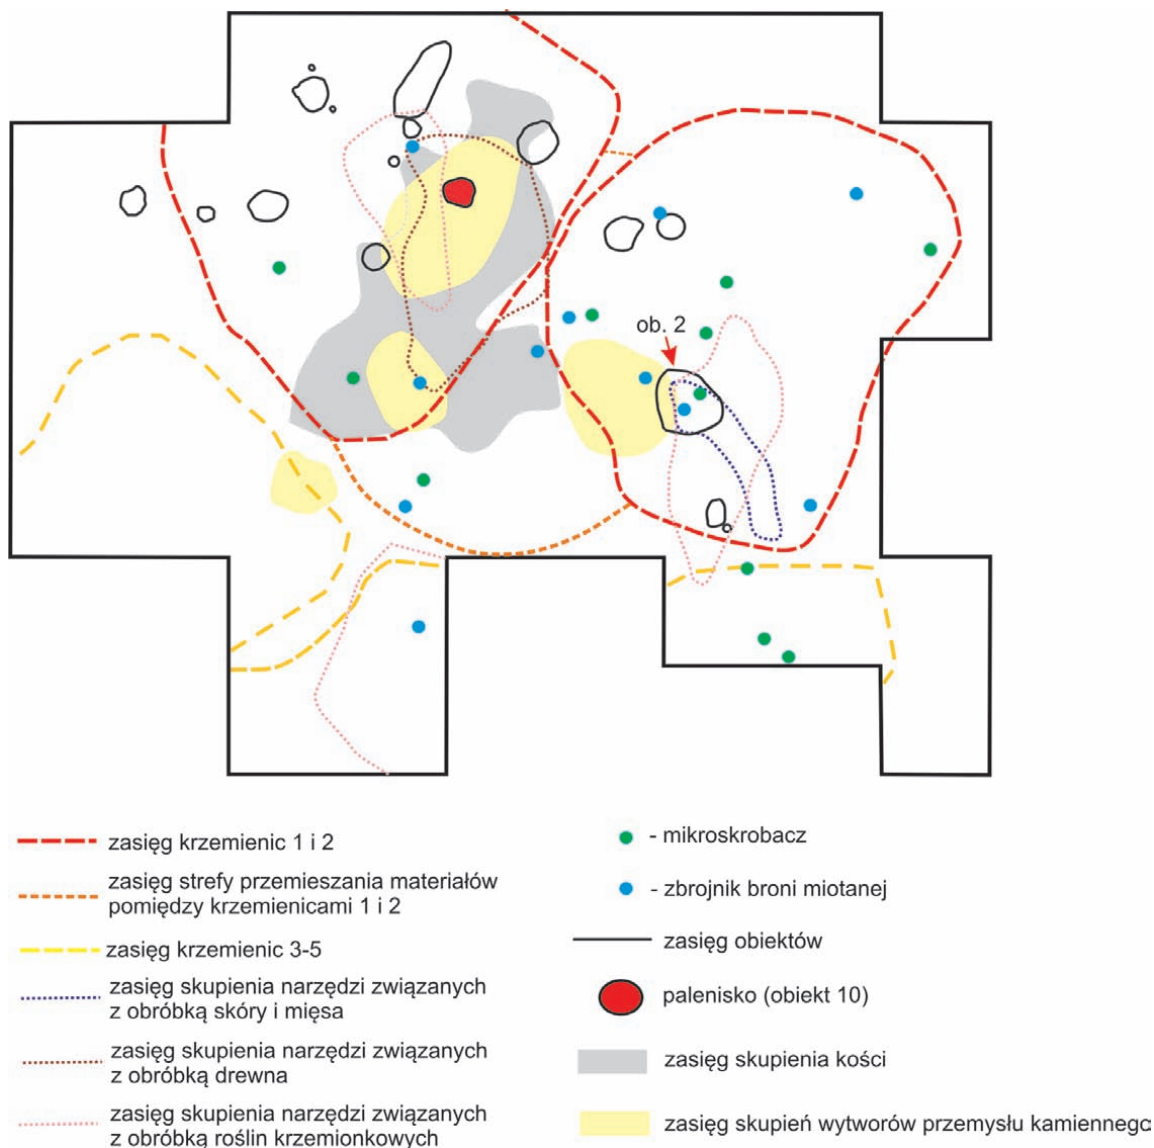 ob. 2
zasięg krzemienic 1 i 2
zasięg strefy przemieszania materiałów
pomiędzy krzemienicami 1 i 2
zasięg krzemienic 3-5
zasięg skupienia narzędzi związanych
z obróbką skóry i mięsa
zasięg skupienia narzędzi związanych
z obróbką drewna
zasięg skupienia narzędzi związanych
z obróbką roślin krzemionkowych
- mikroskrobacz
- zbrojnik broni miotanej
zasięg obiektów
palenisko (obiekt 10)
zasięg skupienia kości
zasięg skupień wytworów przemysłu kamiennegc